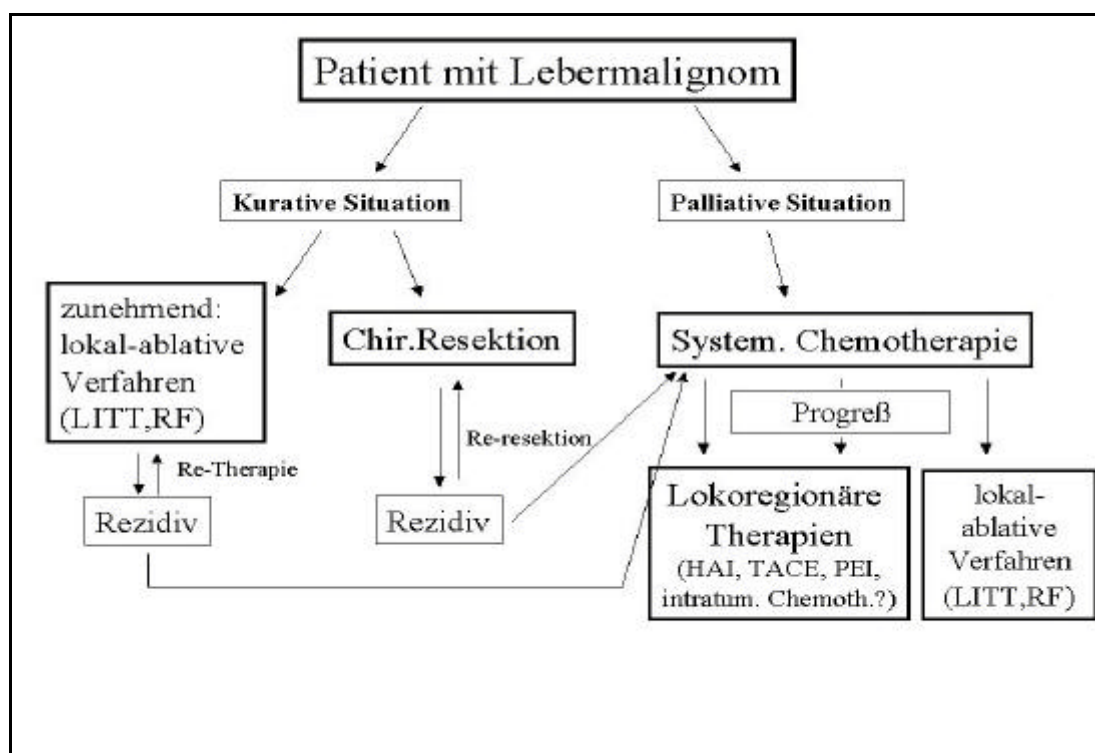 Patient mit Lebermalignom
Kurative Situation
Palliative Situation
zunehmend:
lokal-ablative
Verfahren
(LITT,RF)
Chir.Resektion
System. Chemotherapie
Progreß
Re-resektion
Re-Therapie
Rezidiv
Rezidiv
Lokoregionäre
Therapien
(HAI, TACE, PEI,
intratum. Chemoth.?)
lokal-
ablative
Verfahren
(LITT,RF)